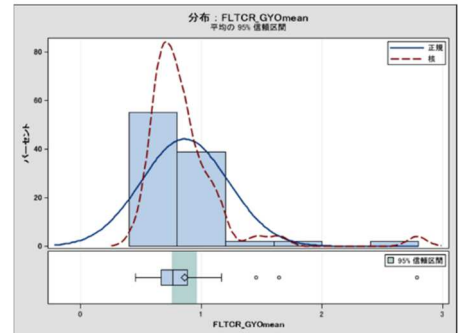 分布 : FLTCR_GYOmean
平均の 95% 信頼区間
正規
核
パーセント
80
60
40
20
0
95% 信頼区間
0
1
2
3
FLTCR_GYOmean